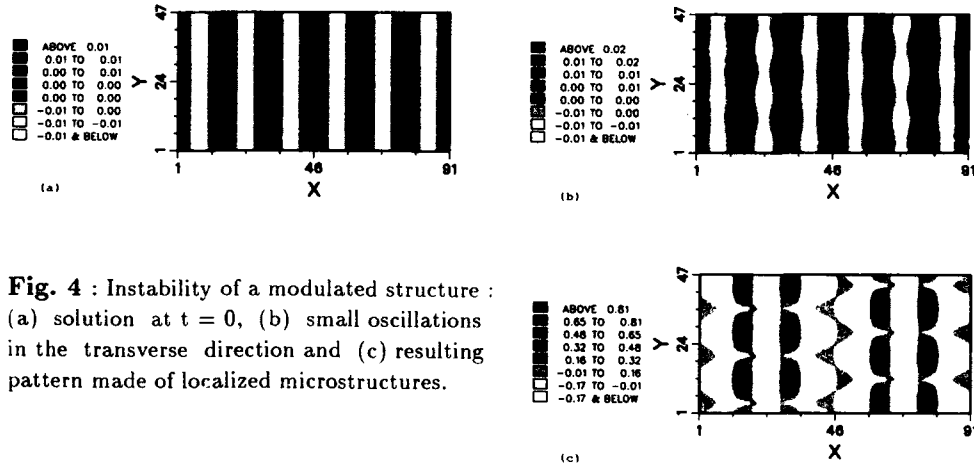 47
ABOVE 0.01
0.01 TO 0.01
0.00 TO 0.01
0.00 TO 0.00
0.00 TO 0.00
-0.01 TO 0.00
-0.01 TO -0.01
-0.01 & BELOW
Y
24
1
1
46
91
X
(a)
47
ABOVE 0.02
0.01 TO 0.02
0.01 TO 0.01
0.00 TO 0.01
0.00 TO 0.00
-0.01 TO 0.00
-0.01 TO -0.01
-0.01 & BELOW
Y
24
1
1
46
91
X
(b)
Fig. 4 : Instability of a modulated structure :
(a) solution at t = 0, (b) small oscillations
in the transverse direction and (c) resulting
pattern made of localized microstructures.
47
ABOVE 0.81
0.65 TO 0.81
0.48 TO 0.65
0.32 TO 0.48
0.16 TO 0.32
-0.01 TO 0.16
-0.17 TO -0.01
-0.17 & BELOW
Y
24
1
1
46
91
X
(c)